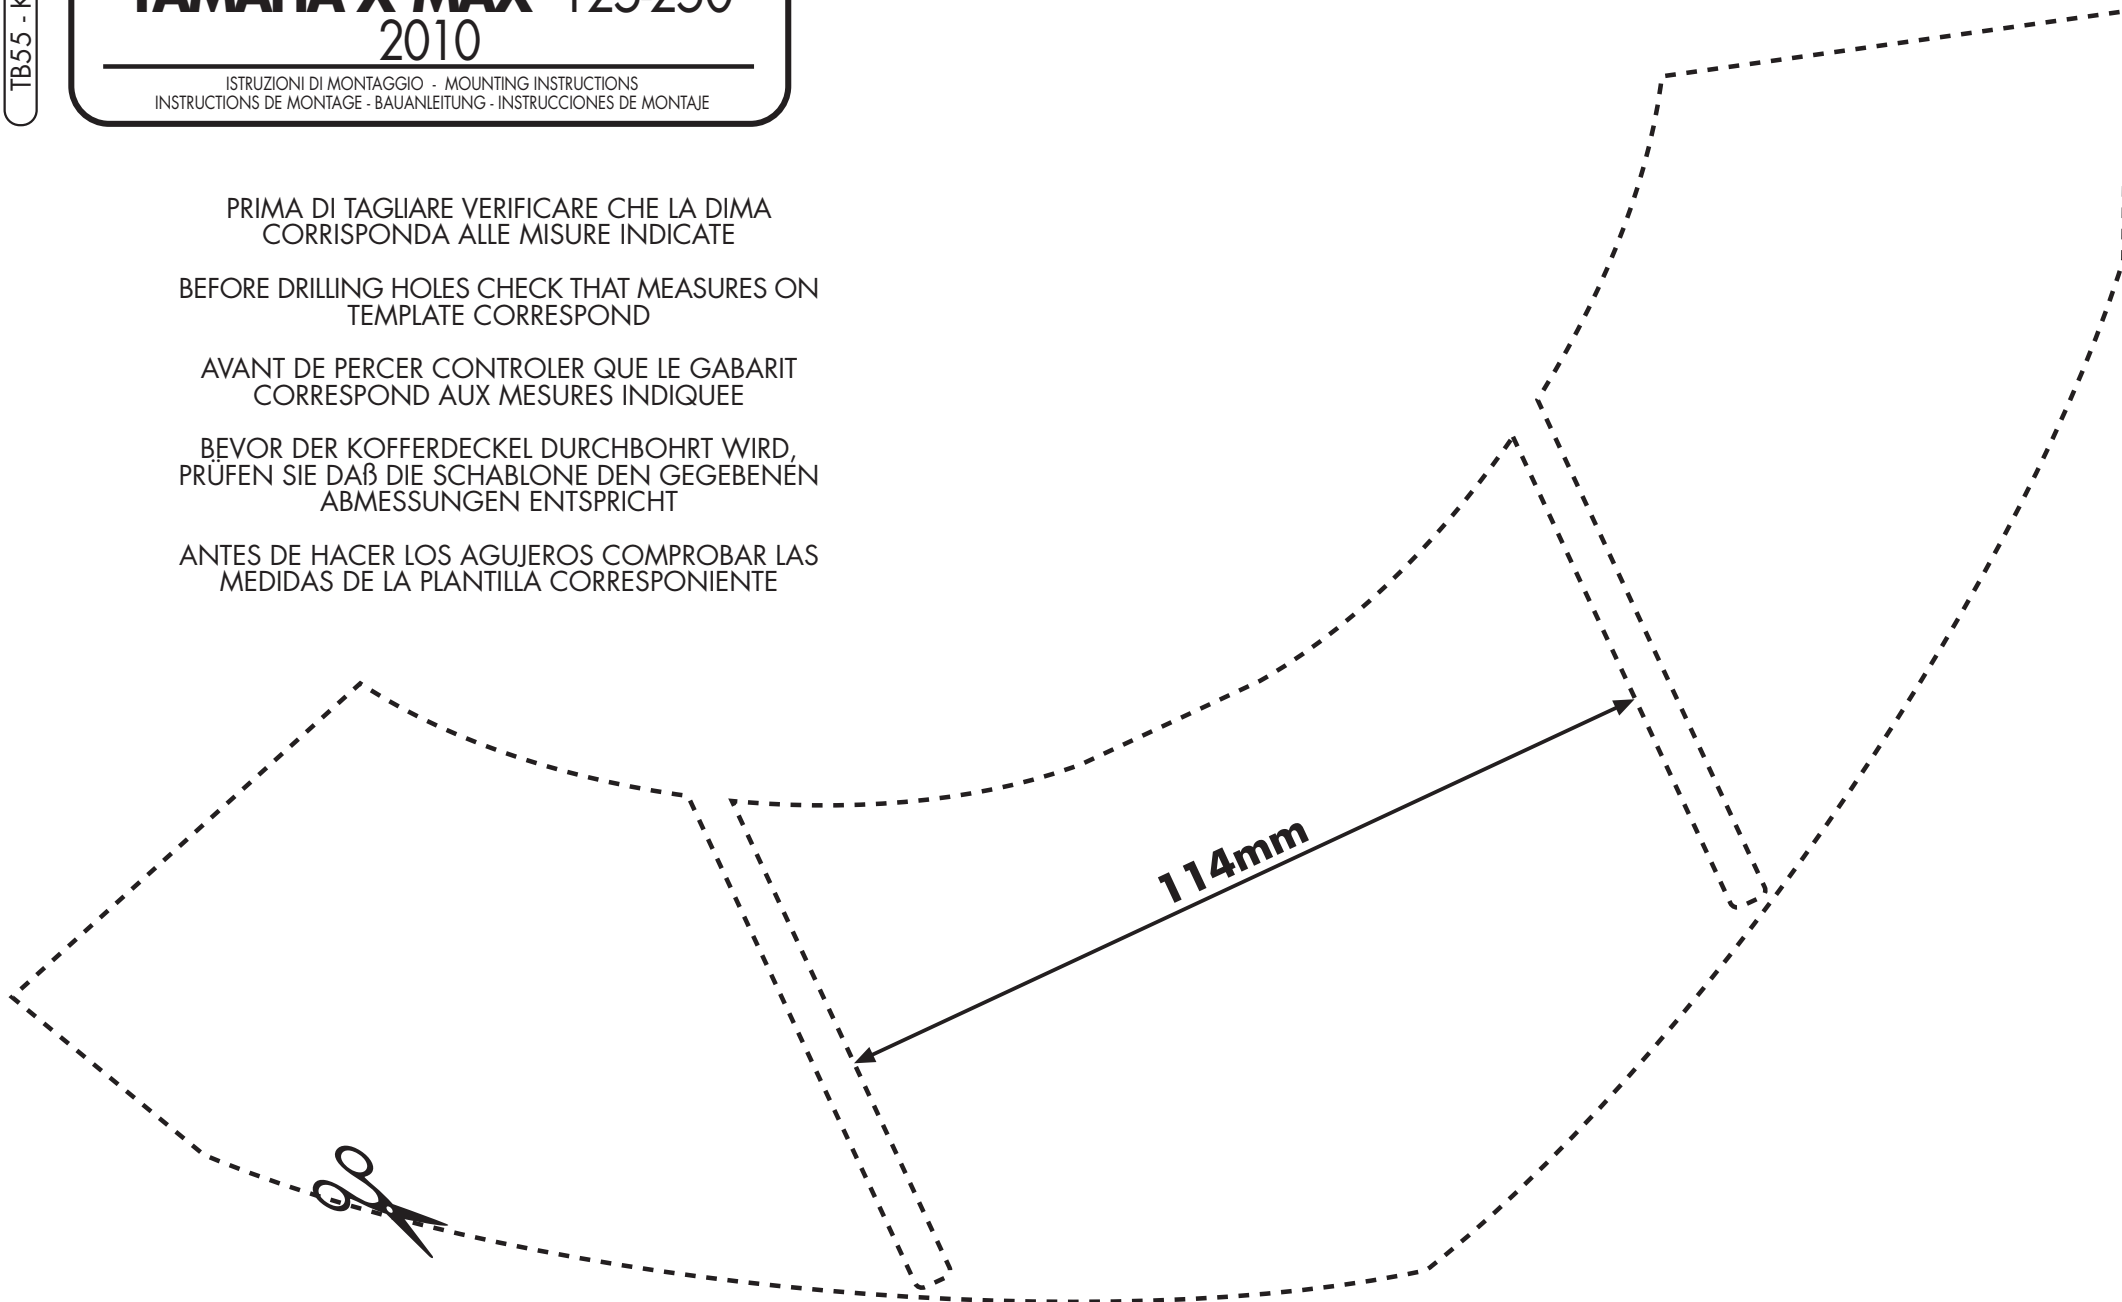 TB55 - K
YAMAHA X-MAX 125-250
2010
ISTRUZIONI DI MONTAGGIO - MOUNTING INSTRUCTIONS
INSTRUCTIONS DE MONTAGE - BAUANLEITUNG - INSTRUCCIONES DE MONTAJE
PRIMA DI TAGLIARE VERIFICARE CHE LA DIMA
CORRISPONDA ALLE MISURE INDICATE
BEFORE DRILLING HOLES CHECK THAT MEASURES ON
TEMPLATE CORRESPOND
AVANT DE PERCER CONTROLER QUE LE GABARIT
CORRESPOND AUX MESURES INDIQUEE
BEVOR DER KOFFERDECKEL DURCHBOHRT WIRD,
PRÜFEN SIE DAß DIE SCHABLONE DEN GEGEBENEN
ABMESSUNGEN ENTSPRICHT
ANTES DE HACER LOS AGUJEROS COMPROBAR LAS
MEDIDAS DE LA PLANTILLA CORRESPONIENTE
114mm